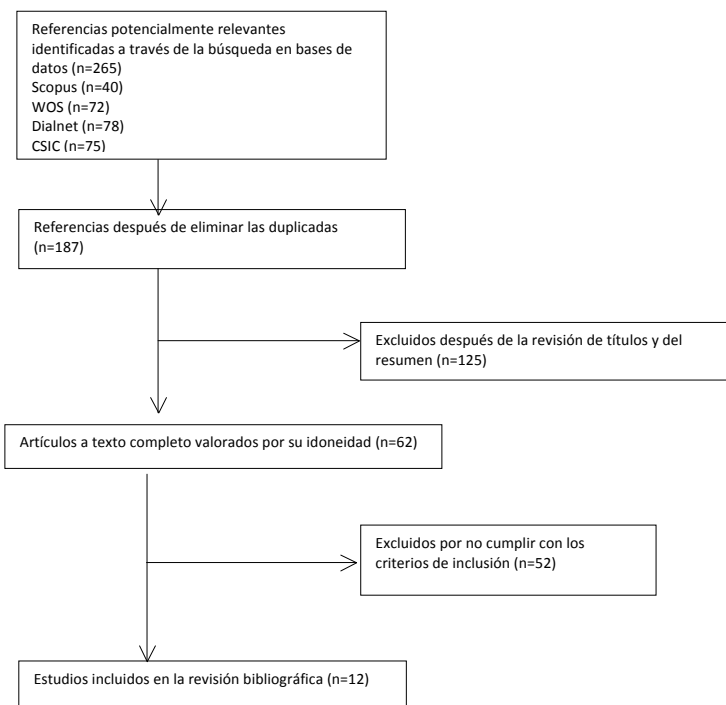 Referencias potencialmente relevantes
identificadas a través de la búsqueda en bases de
datos (n=265)
Scopus (n=40)
WOS (n=72)
Dialnet (n=78)
CSIC (n=75)
Referencias después de eliminar las duplicadas
(n=187)
Excluidos después de la revisión de títulos y del
resumen (n=125)
Artículos a texto completo valorados por su idoneidad (n=62)
Excluidos por no cumplir con los
criterios de inclusión (n=52)
Estudios incluidos en la revisión bibliográfica (n=12)